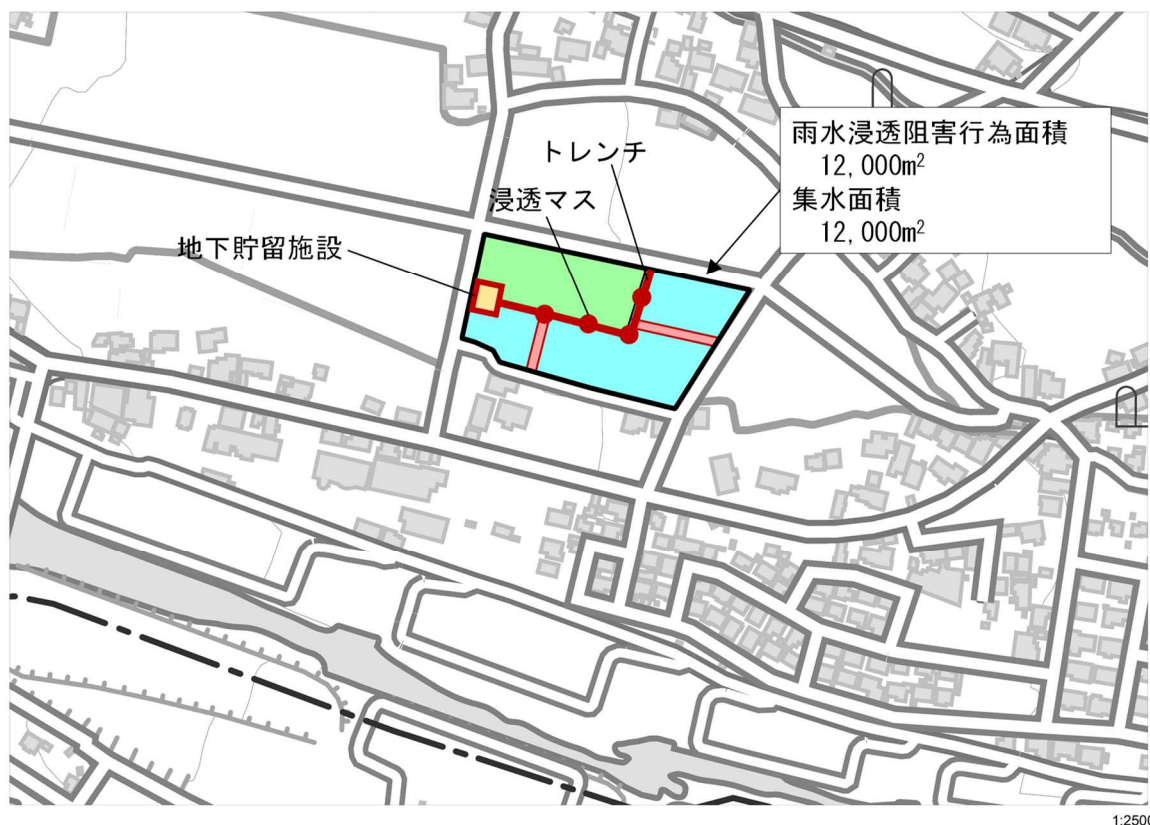 雨水浸透阻害行為面積
12,000m²
集水面積
12,000m²
トレンチ
浸透マス
地下貯留施設
1:2500